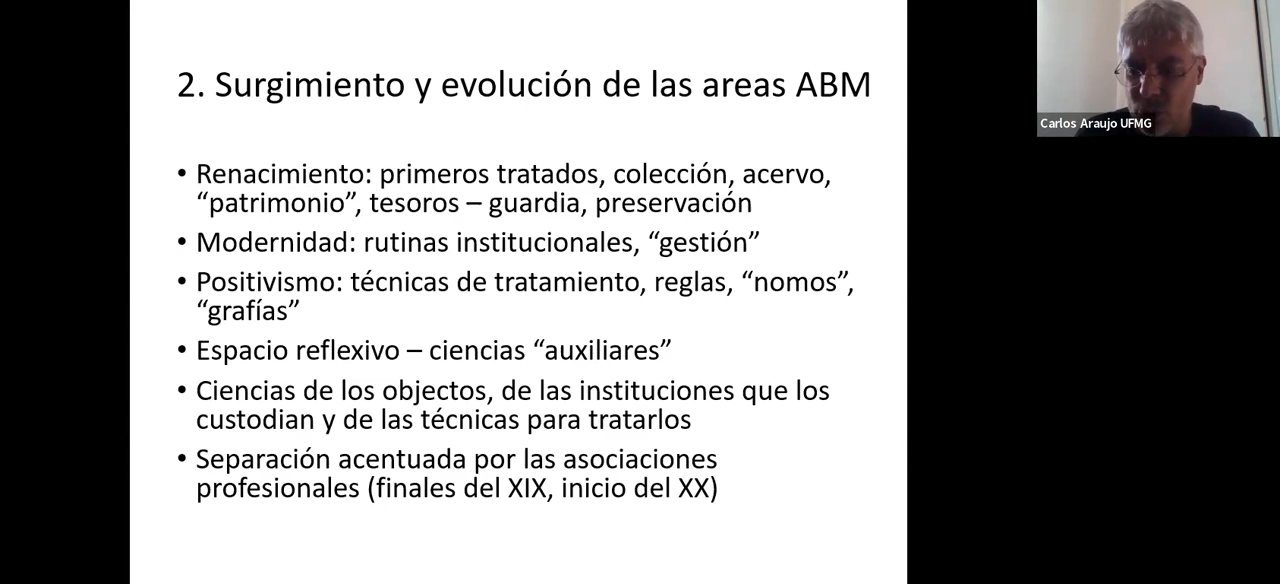 2. Surgimiento y evolución de las areas ABM
• Renacimiento: primeros tratados, colección, acervo,
“patrimonio”, tesoros – guardia, preservación
• Modernidad: rutinas institucionales, “gestión”
• Positivismo: técnicas de tratamiento, reglas, “nomos”,
“grafías”
• Espacio reflexivo – ciencias “auxiliares”
• Ciencias de los objectos, de las instituciones que los
custodian y de las técnicas para tratarlos
• Separación acentuada por las asociaciones
profesionales (finales del XIX, inicio del XX)
Carlos Araujo UFMG